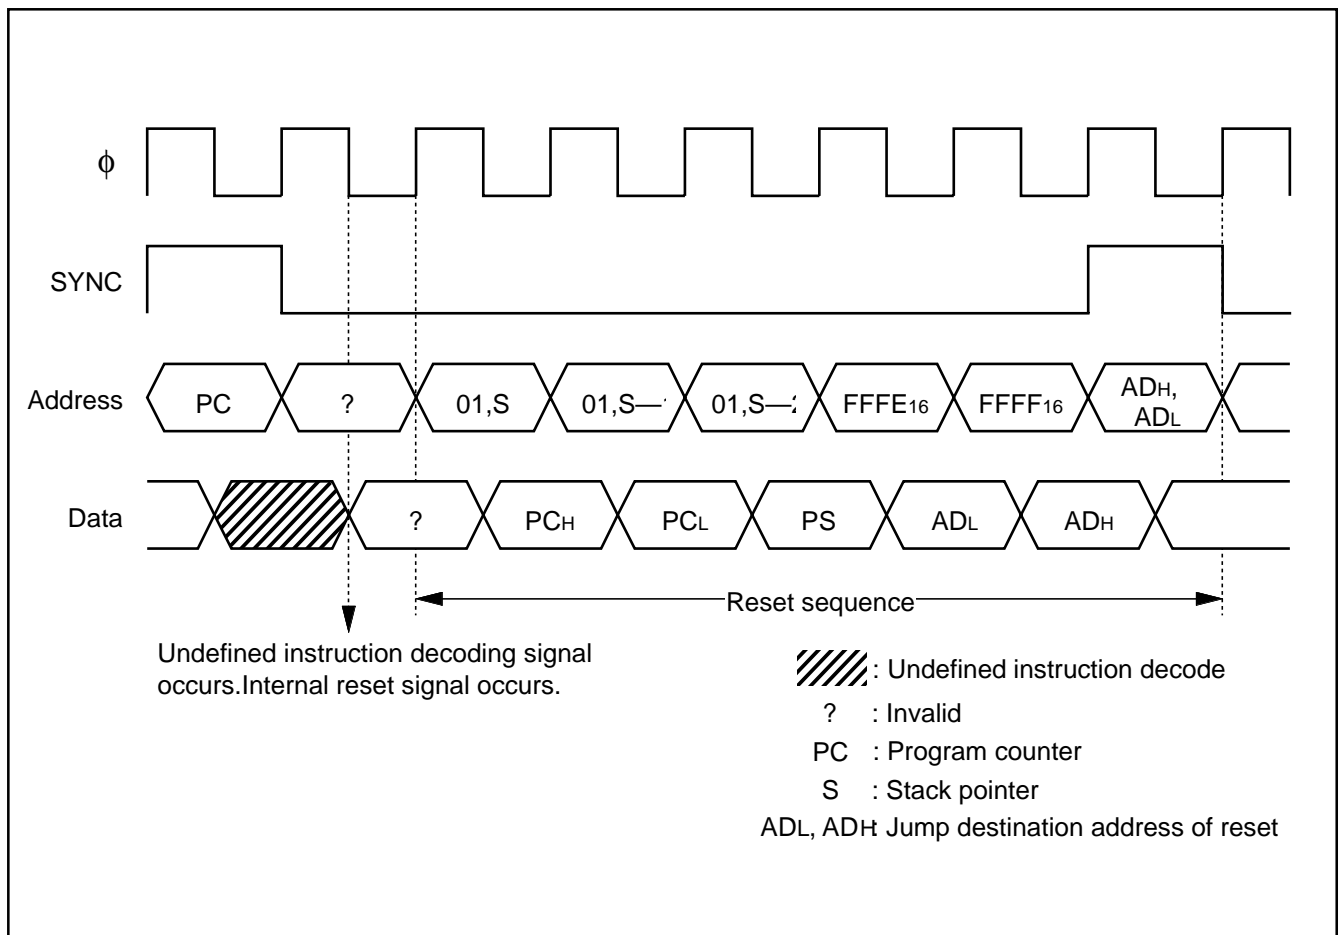 ϕ
SYNC
Address
PC
?
01,S
01,S—
01,S—
FFFE16
FFFF16
ADH,
ADL
Data
?
PCH
PCL
PS
ADL
ADH
Reset sequence
Undefined instruction decoding signal
occurs.Internal reset signal occurs.
: Undefined instruction decode
? : Invalid
PC : Program counter
S : Stack pointer
ADL, ADH: Jump destination address of reset